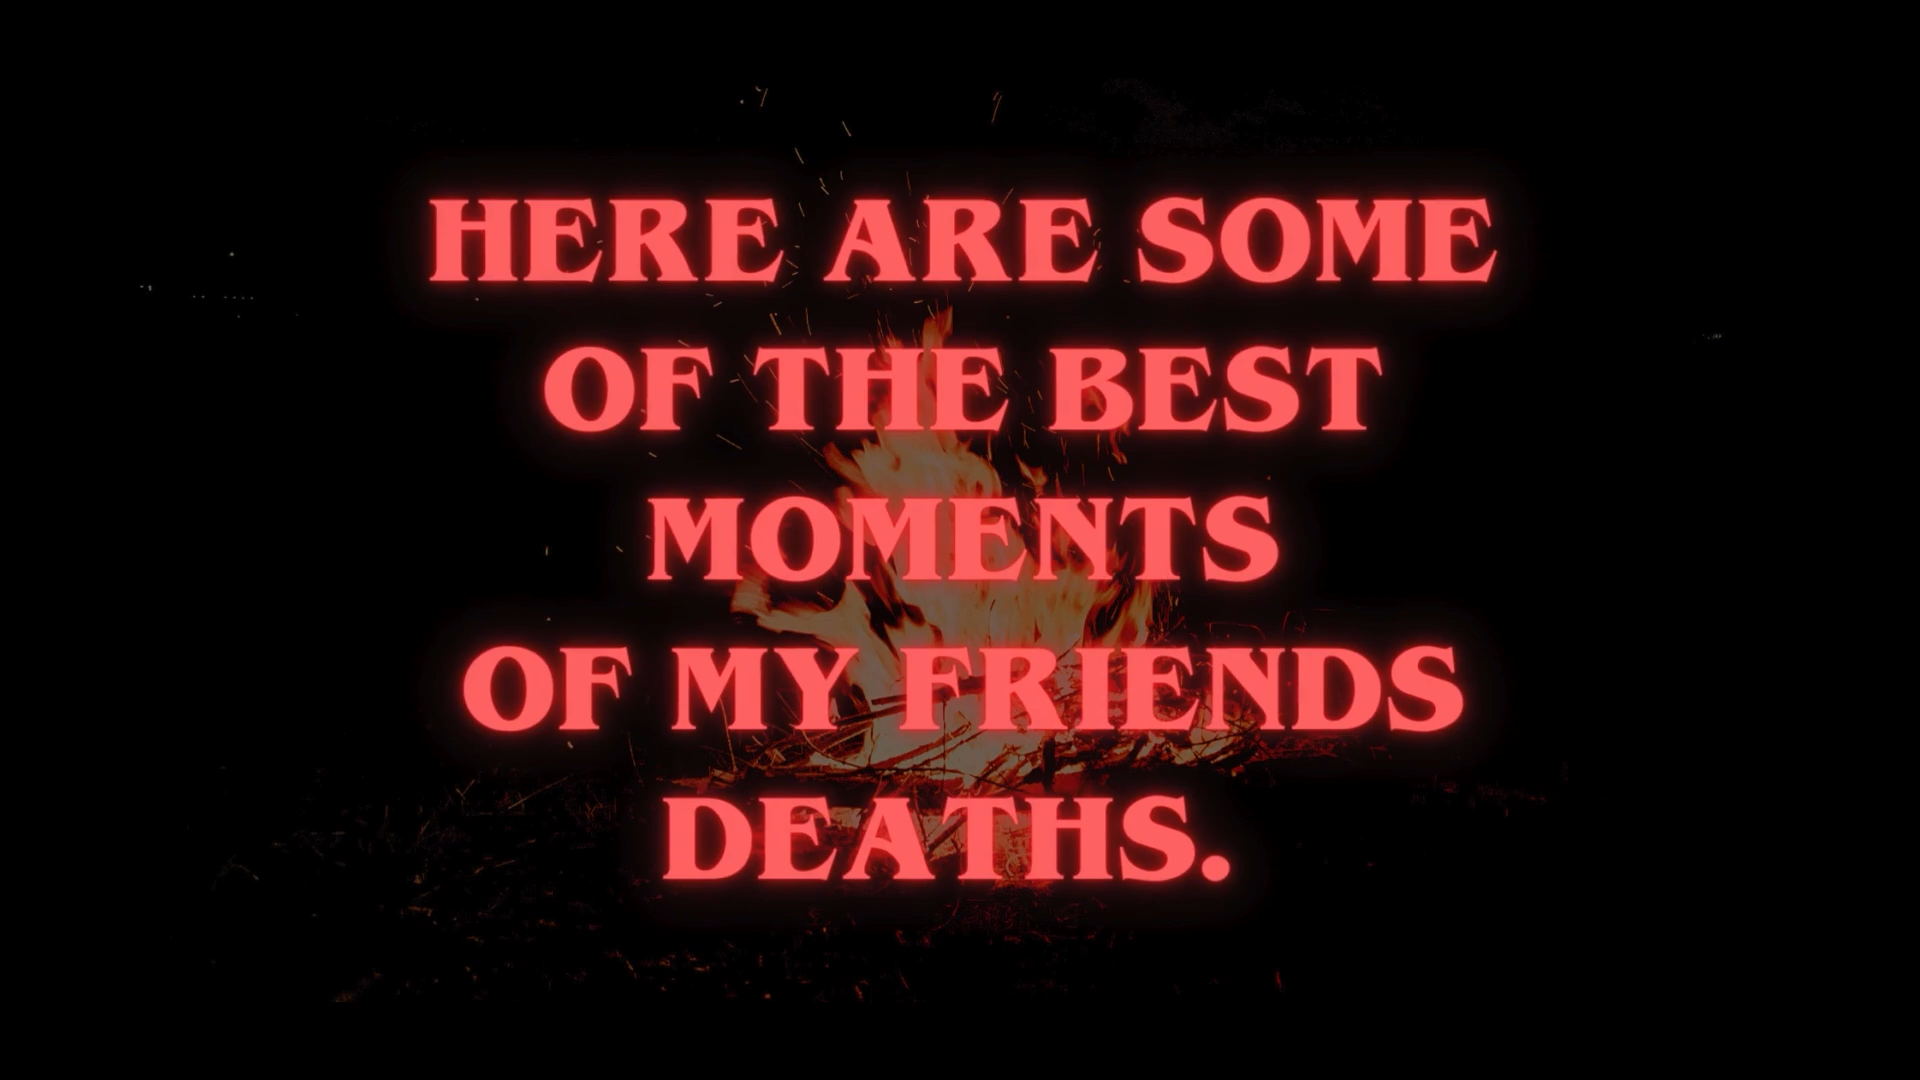 HERE ARE SOME
OF THE BEST
MOMENTS
OF MY FRIENDS
DEATHS.